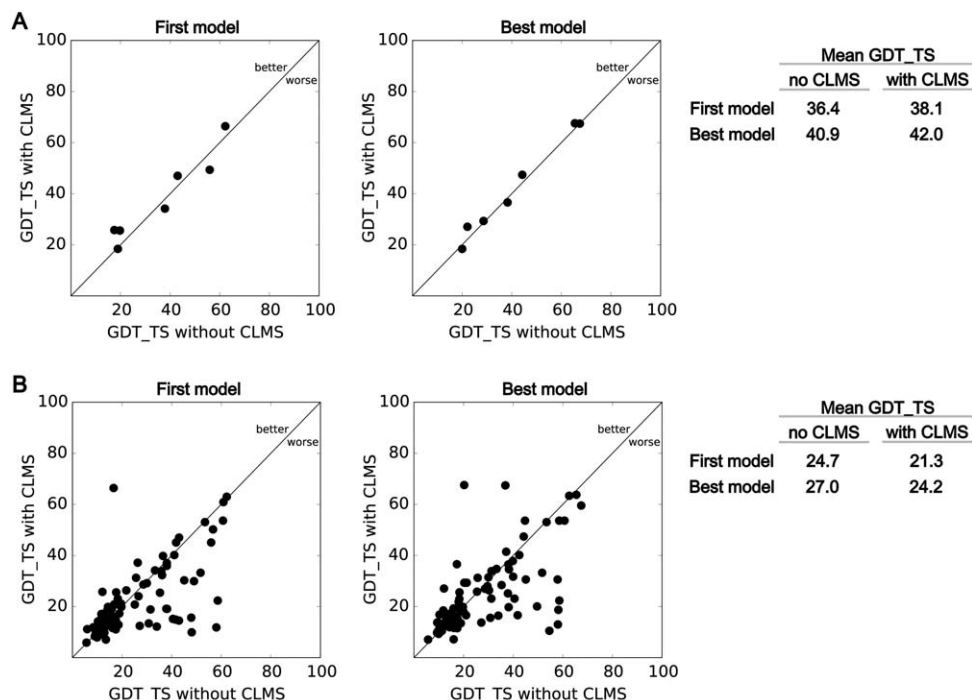 A
First model
100
80
60
40
20
20 40 60 80 100
GDT_TS with CLMS
GDT_TS without CLMS
better
worse
Best model
100
80
60
40
20
20 40 60 80 100
GDT_TS with CLMS
GDT_TS without CLMS
better
worse
Mean GDT_TS
no CLMS with CLMS
First model 36.4 38.1
Best model 40.9 42.0
B
First model
100
80
60
40
20
20 40 60 80 100
GDT_TS with CLMS
GDT_TS without CLMS
better
worse
Best model
100
80
60
40
20
20 40 60 80 100
GDT_TS with CLMS
GDT_TS without CLMS
better
worse
Mean GDT_TS
no CLMS with CLMS
First model 24.7 21.3
Best model 27.0 24.2